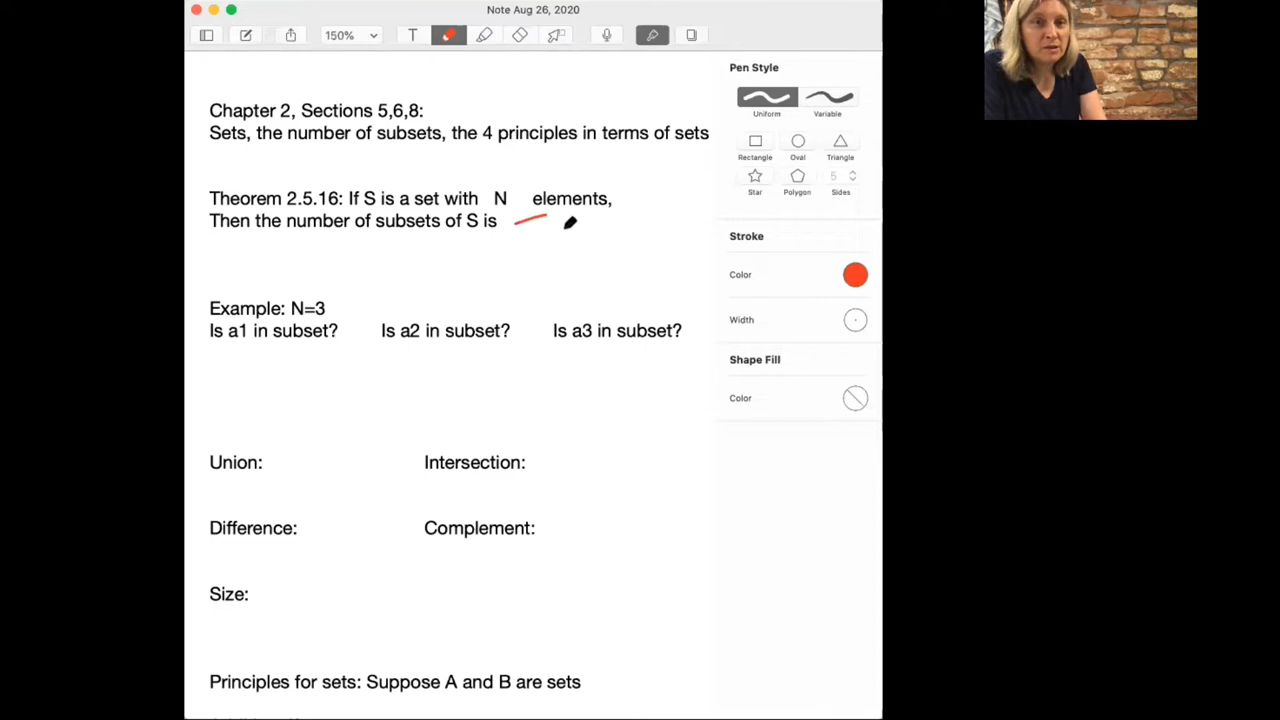 Note Aug 26, 2020
150%
T
Pen Style
Uniform
Variable
Rectangle
Oval
Triangle
Star
Polygon
5
Sides
Stroke
Color
Width
Shape Fill
Color
Chapter 2, Sections 5,6,8:
Sets, the number of subsets, the 4 principles in terms of sets
Theorem 2.5.16: If S is a set with N elements,
Then the number of subsets of S is
Example: N=3
Is a1 in subset? Is a2 in subset? Is a3 in subset?
Union: Intersection:
Difference: Complement:
Size:
Principles for sets: Suppose A and B are sets